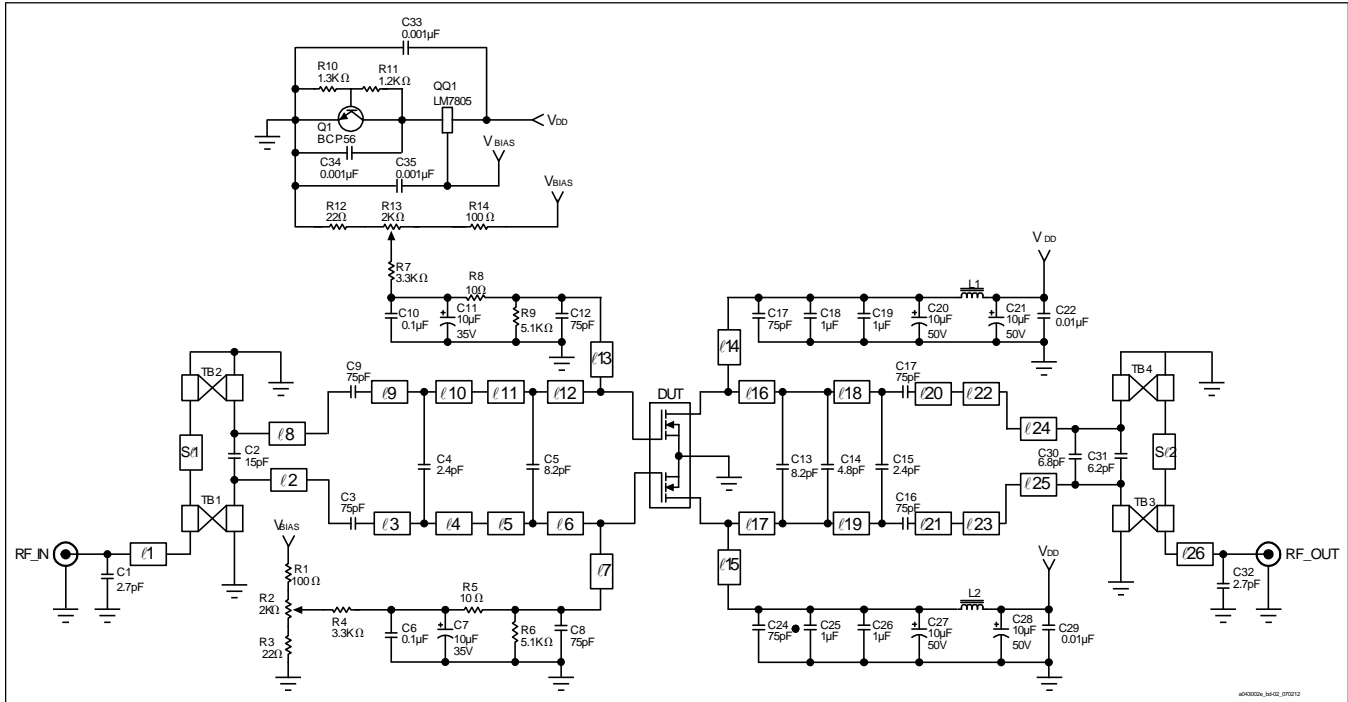 C33
0.001µF
R10
1.3KΩ
R11
1.2KΩ
QQ1
LM7805
VDD
Q1
BCP56
VBIAS
C34
0.001µF
C35
0.001µF
VBIAS
R12
22Ω
R13
2KΩ
R14
100Ω
VDD
R7
3.3KΩ
R8
10Ω
L1
C10
0.1µF
C11
10µF
35V
R9
5.1KΩ
C12
75pF
C17
75pF
C18
1µF
C19
1µF
C20
10µF
50V
C21
10µF
50V
C22
0.01µF
ℓ13
ℓ14
TB2
C9
75pF
ℓ9
ℓ10
ℓ11
ℓ12
DUT
ℓ16
ℓ18
C17
75pF
ℓ20
ℓ22
TB4
ℓ8
ℓ24
Sℓ1
C2
15pF
C4
2.4pF
C5
8.2pF
C13
8.2pF
C14
4.8pF
C15
2.4pF
C30
6.8pF
C31
6.2pF
Sℓ2
ℓ2
ℓ25
TB1
C3
75pF
ℓ3
ℓ4
ℓ5
ℓ6
ℓ17
ℓ19
C16
75pF
ℓ21
ℓ23
TB3
RF_IN
ℓ1
VBIAS
ℓ7
ℓ15
VDD
ℓ26
RF_OUT
C1
2.7pF
R1
100Ω
C32
2.7pF
R2
2KΩ
R4
3.3KΩ
R5
10Ω
L2
R3
22Ω
C6
0.1µF
C7
10µF
35V
R6
5.1KΩ
C8
75pF
C24
75pF
C25
1µF
C26
1µF
C27
10µF
50V
C28
10µF
50V
C29
0.01µF
a043002e_bd-02_070212